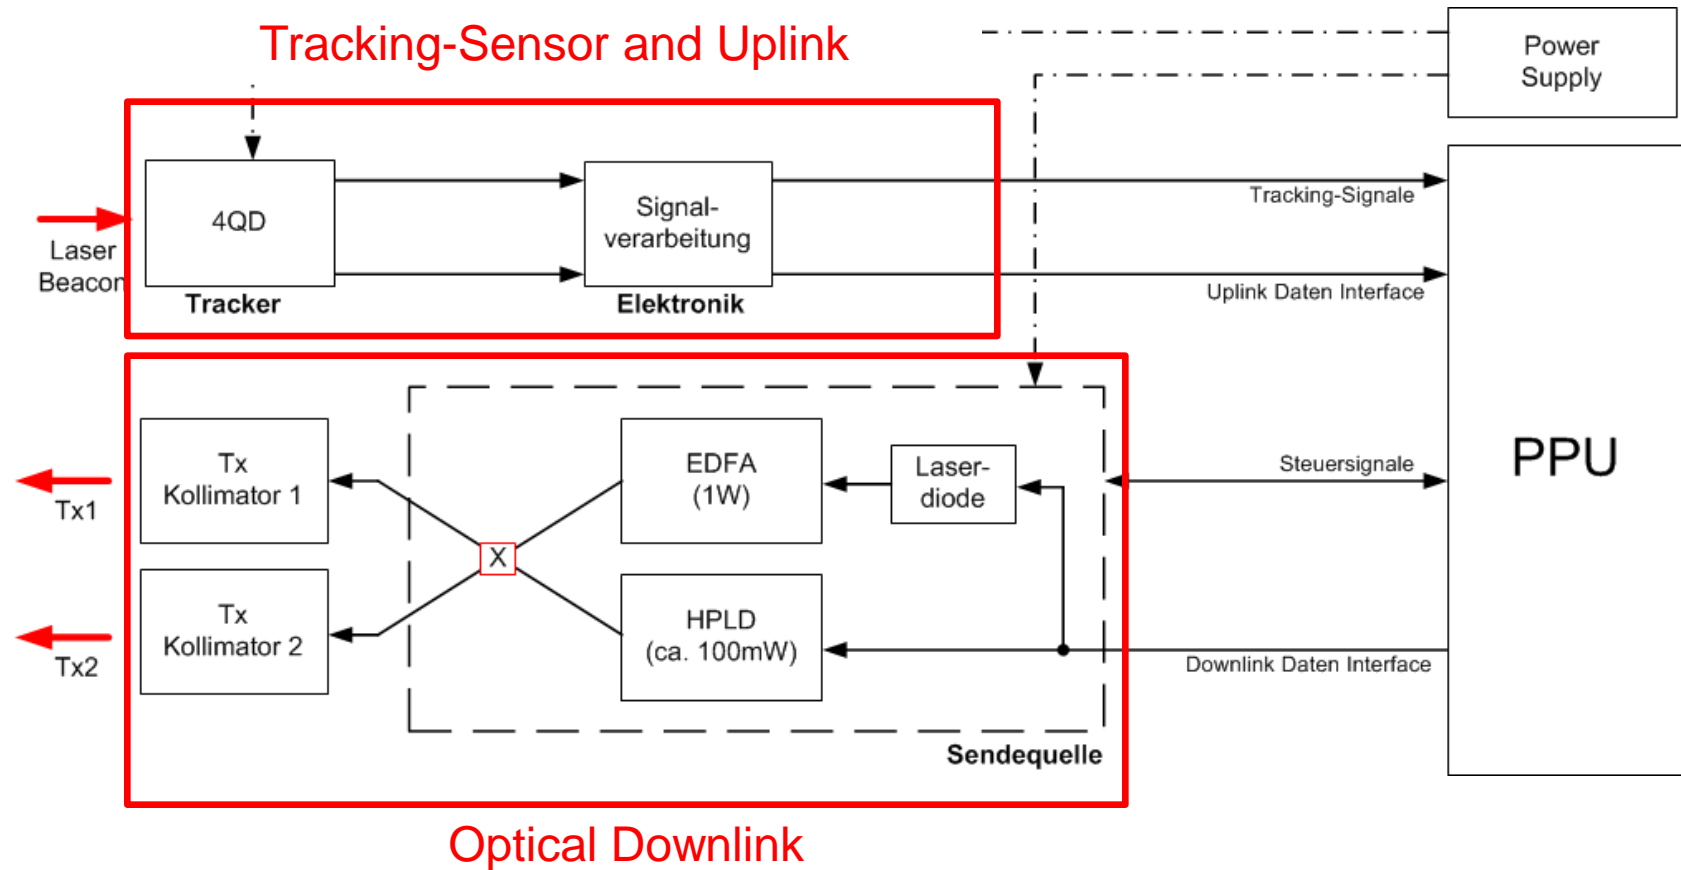 Tracking-Sensor and Uplink
Power
Supply
4QD
Signal-
verarbeitung
Tracking-Signale
Laser
Beacon
Uplink Daten Interface
Tracker
Elektronik
Tx
Kollimator 1
EDFA
(1W)
Laser-
diode
Steuersignale
PPU
Tx1
X
Tx
Kollimator 2
HPLD
(ca. 100mW)
Tx2
Downlink Daten Interface
Sendequelle
Optical Downlink